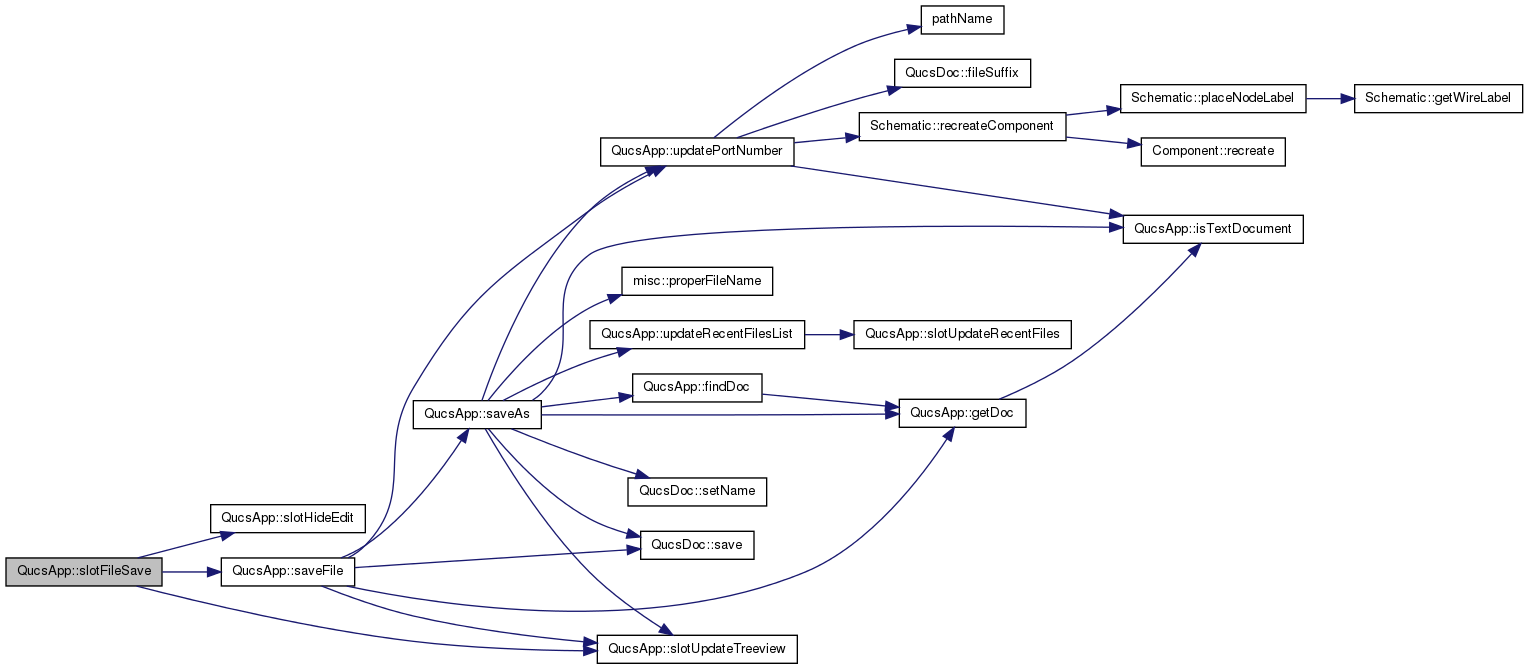 pathName
QucsDoc::fileSuffix
Schematic::placeNodeLabel
Schematic::getWireLabel
Schematic::recreateComponent
QucsApp::updatePortNumber
Component::recreate
QucsApp::isTextDocument
misc::properFileName
QucsApp::updateRecentFilesList
QucsApp::slotUpdateRecentFiles
QucsApp::findDoc
QucsApp::saveAs
QucsApp::getDoc
QucsDoc::setName
QucsApp::slotHideEdit
QucsDoc::save
QucsApp::slotFileSave
QucsApp::saveFile
QucsApp::slotUpdateTreeview